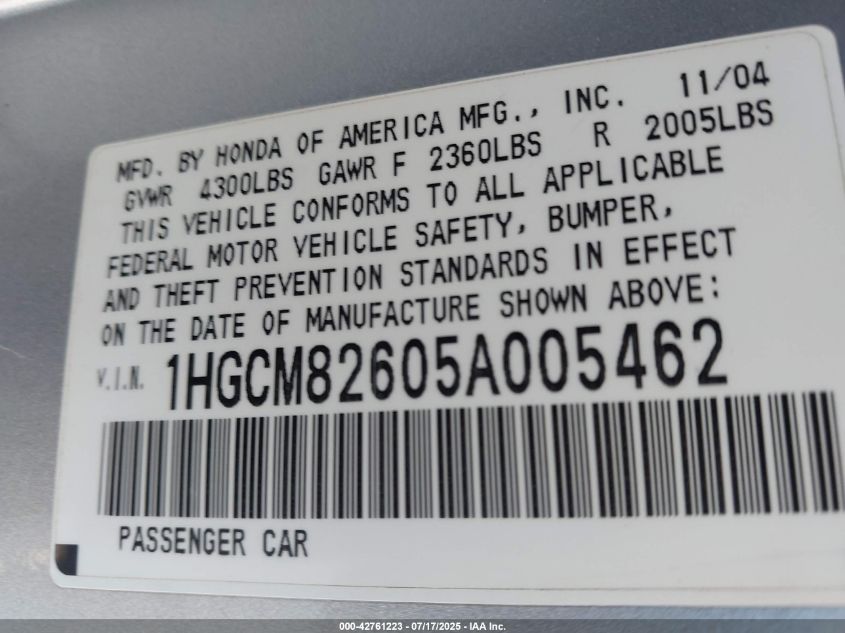 MFD. BY HONDA OF AMERICA MFG., INC. 11/04
GVWR 4300LBS GAWR F 2360LBS R 2005LBS
THIS VEHICLE CONFORMS TO ALL APPLICABLE
FEDERAL MOTOR VEHICLE SAFETY, BUMPER,
AND THEFT PREVENTION STANDARDS IN EFFECT
ON THE DATE OF MANUFACTURE SHOWN ABOVE:
V.I.N. 1HGCM82605A005462
PASSENGER CAR
000-42761223 - 07/17/2025 - IAA Inc.